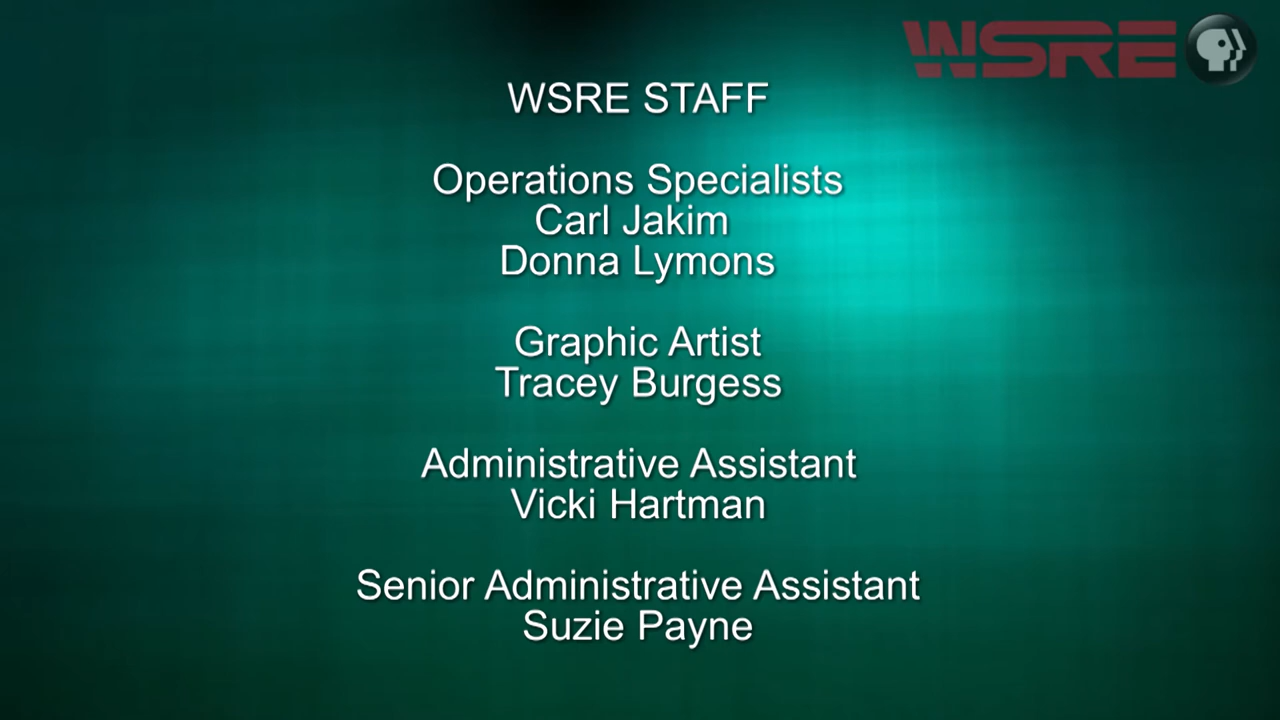 WSRE
WSRE STAFF
Operations Specialists
Carl Jakim
Donna Lymons
Graphic Artist
Tracey Burgess
Administrative Assistant
Vicki Hartman
Senior Administrative Assistant
Suzie Payne